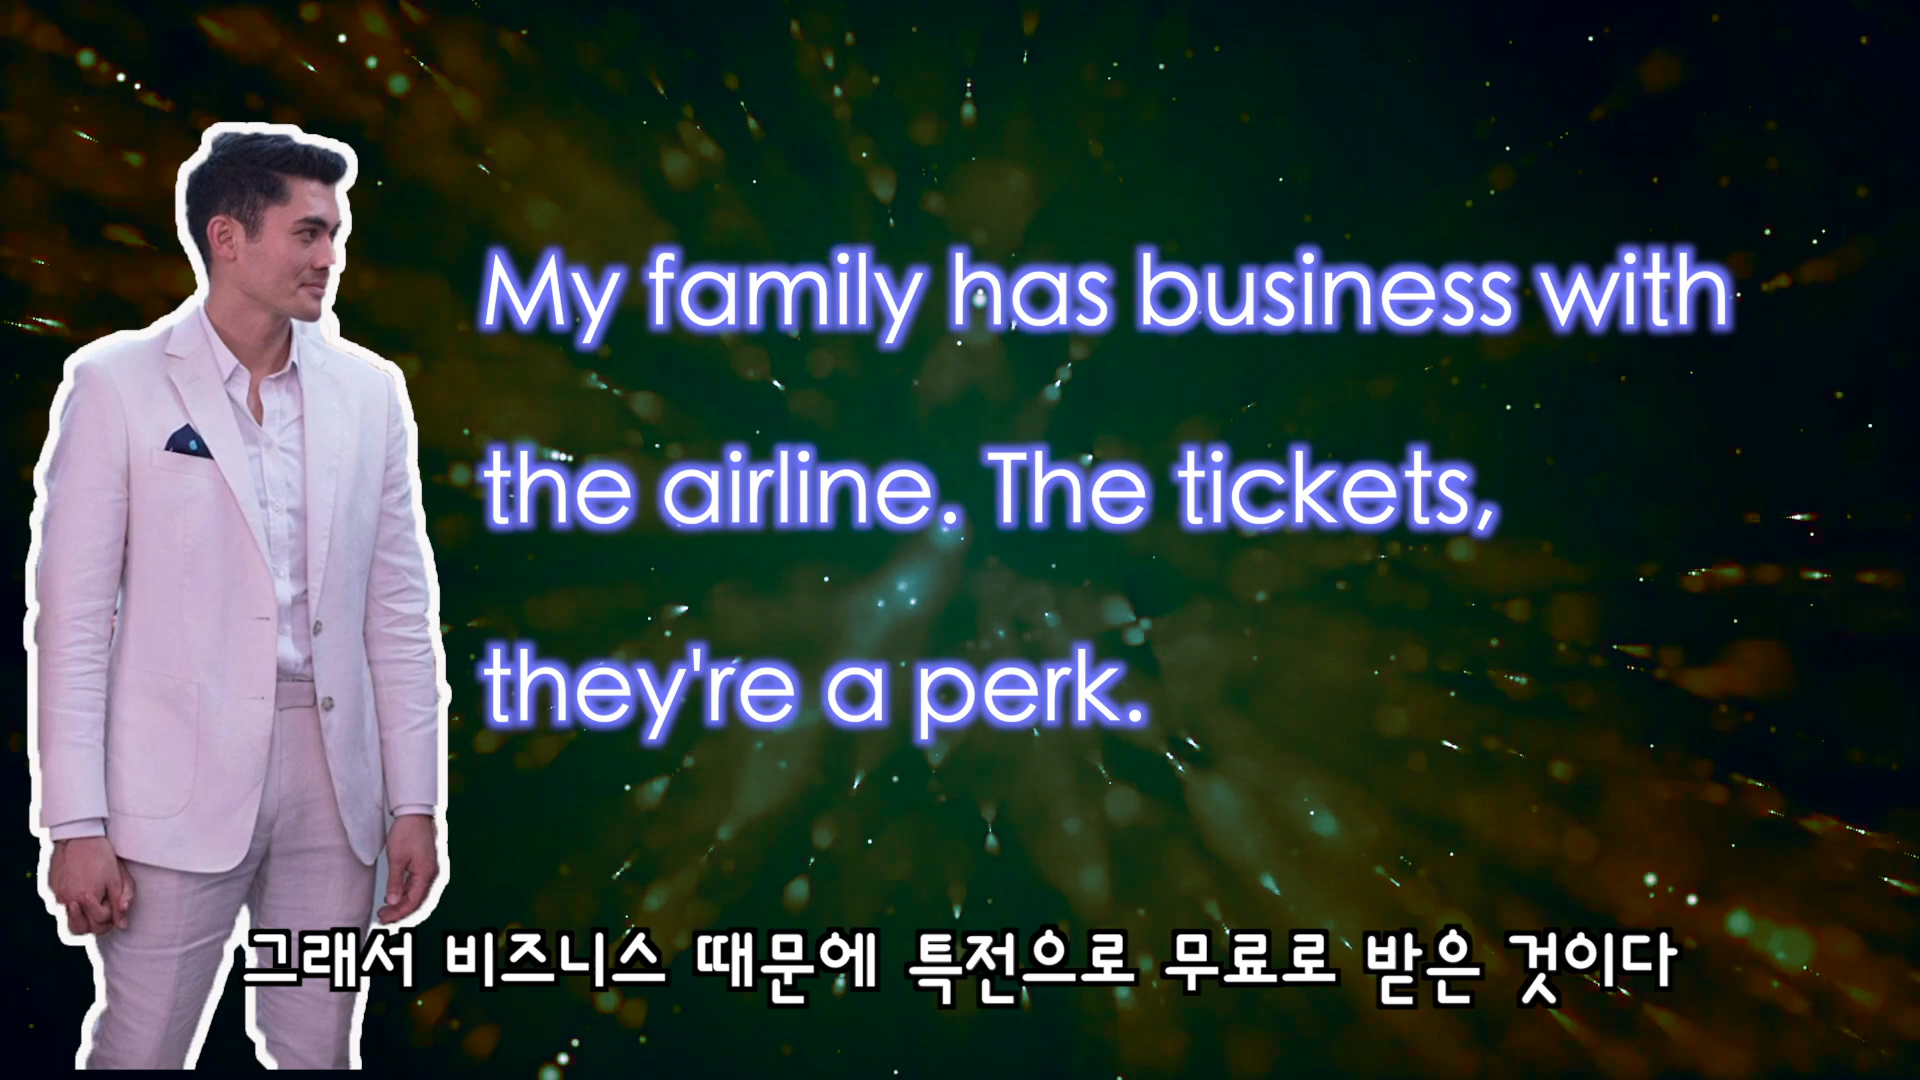 My family has business with
the airline. The tickets,
they're a perk.
그래서 비즈니스 때문에 특전으로 무료로 받은 것이다